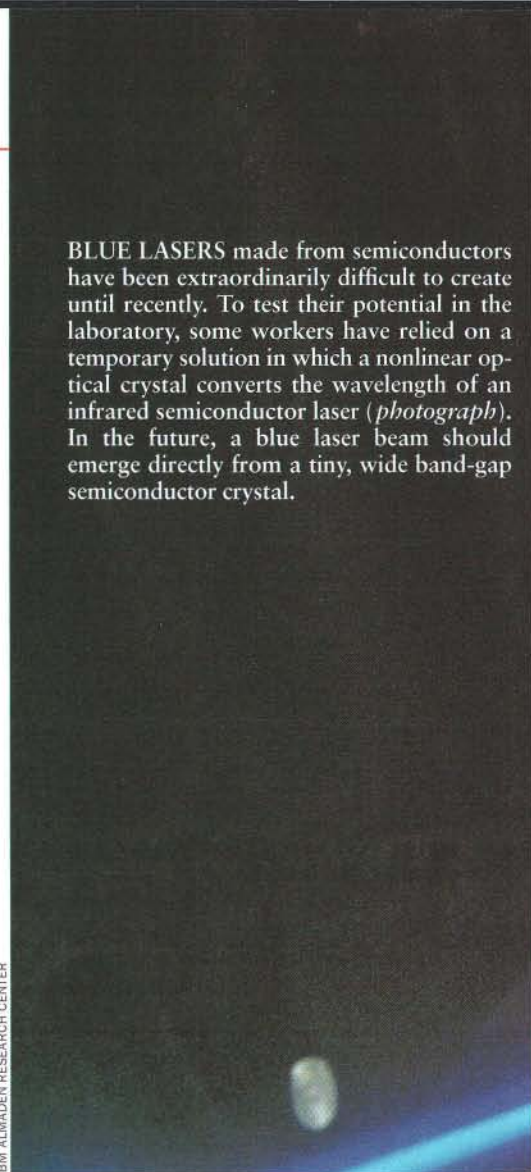 BLUE LASERS made from semiconductors
have been extraordinarily difficult to create
until recently. To test their potential in the
laboratory, some workers have relied on a
temporary solution in which a nonlinear op-
tical crystal converts the wavelength of an
infrared semiconductor laser (photograph).
In the future, a blue laser beam should
emerge directly from a tiny, wide band-gap
semiconductor crystal.
BM ALMADEN RESEARCH CENTER